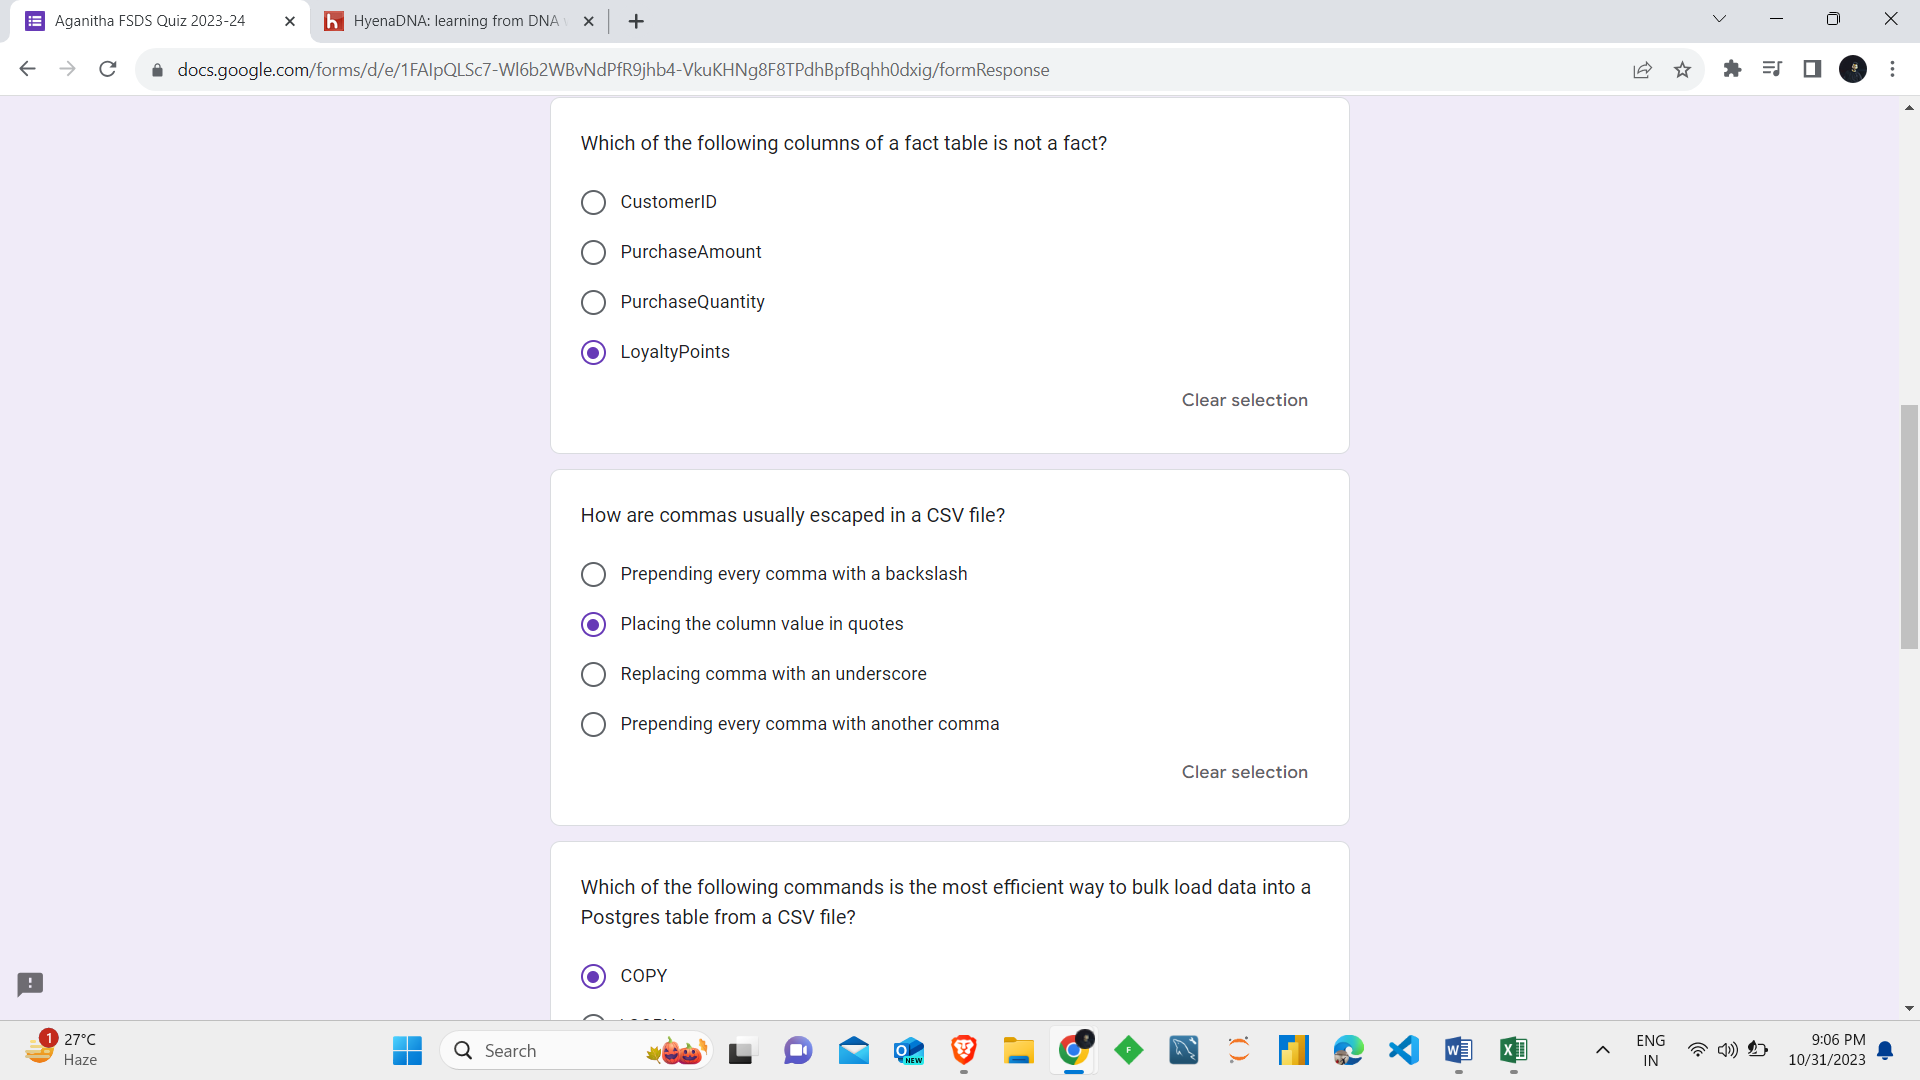 Aganitha FSDS Quiz 2023-24
HyenaDNA: learning from DNA
docs.google.com/forms/d/e/1FAIpQLSc7-Wl6b2WBvNdPfR9jhb4-VkuKHNg8F8TPdhBpfBqhh0dxig/formResponse
Which of the following columns of a fact table is not a fact?
CustomerID
PurchaseAmount
PurchaseQuantity
LoyaltyPoints
Clear selection
How are commas usually escaped in a CSV file?
Prepending every comma with a backslash
Placing the column value in quotes
Replacing comma with an underscore
Prepending every comma with another comma
Clear selection
Which of the following commands is the most efficient way to bulk load data into a
Postgres table from a CSV file?
COPY
1
27°C
Haze
Search
NEW
ENG
IN
9:06 PM
10/31/2023